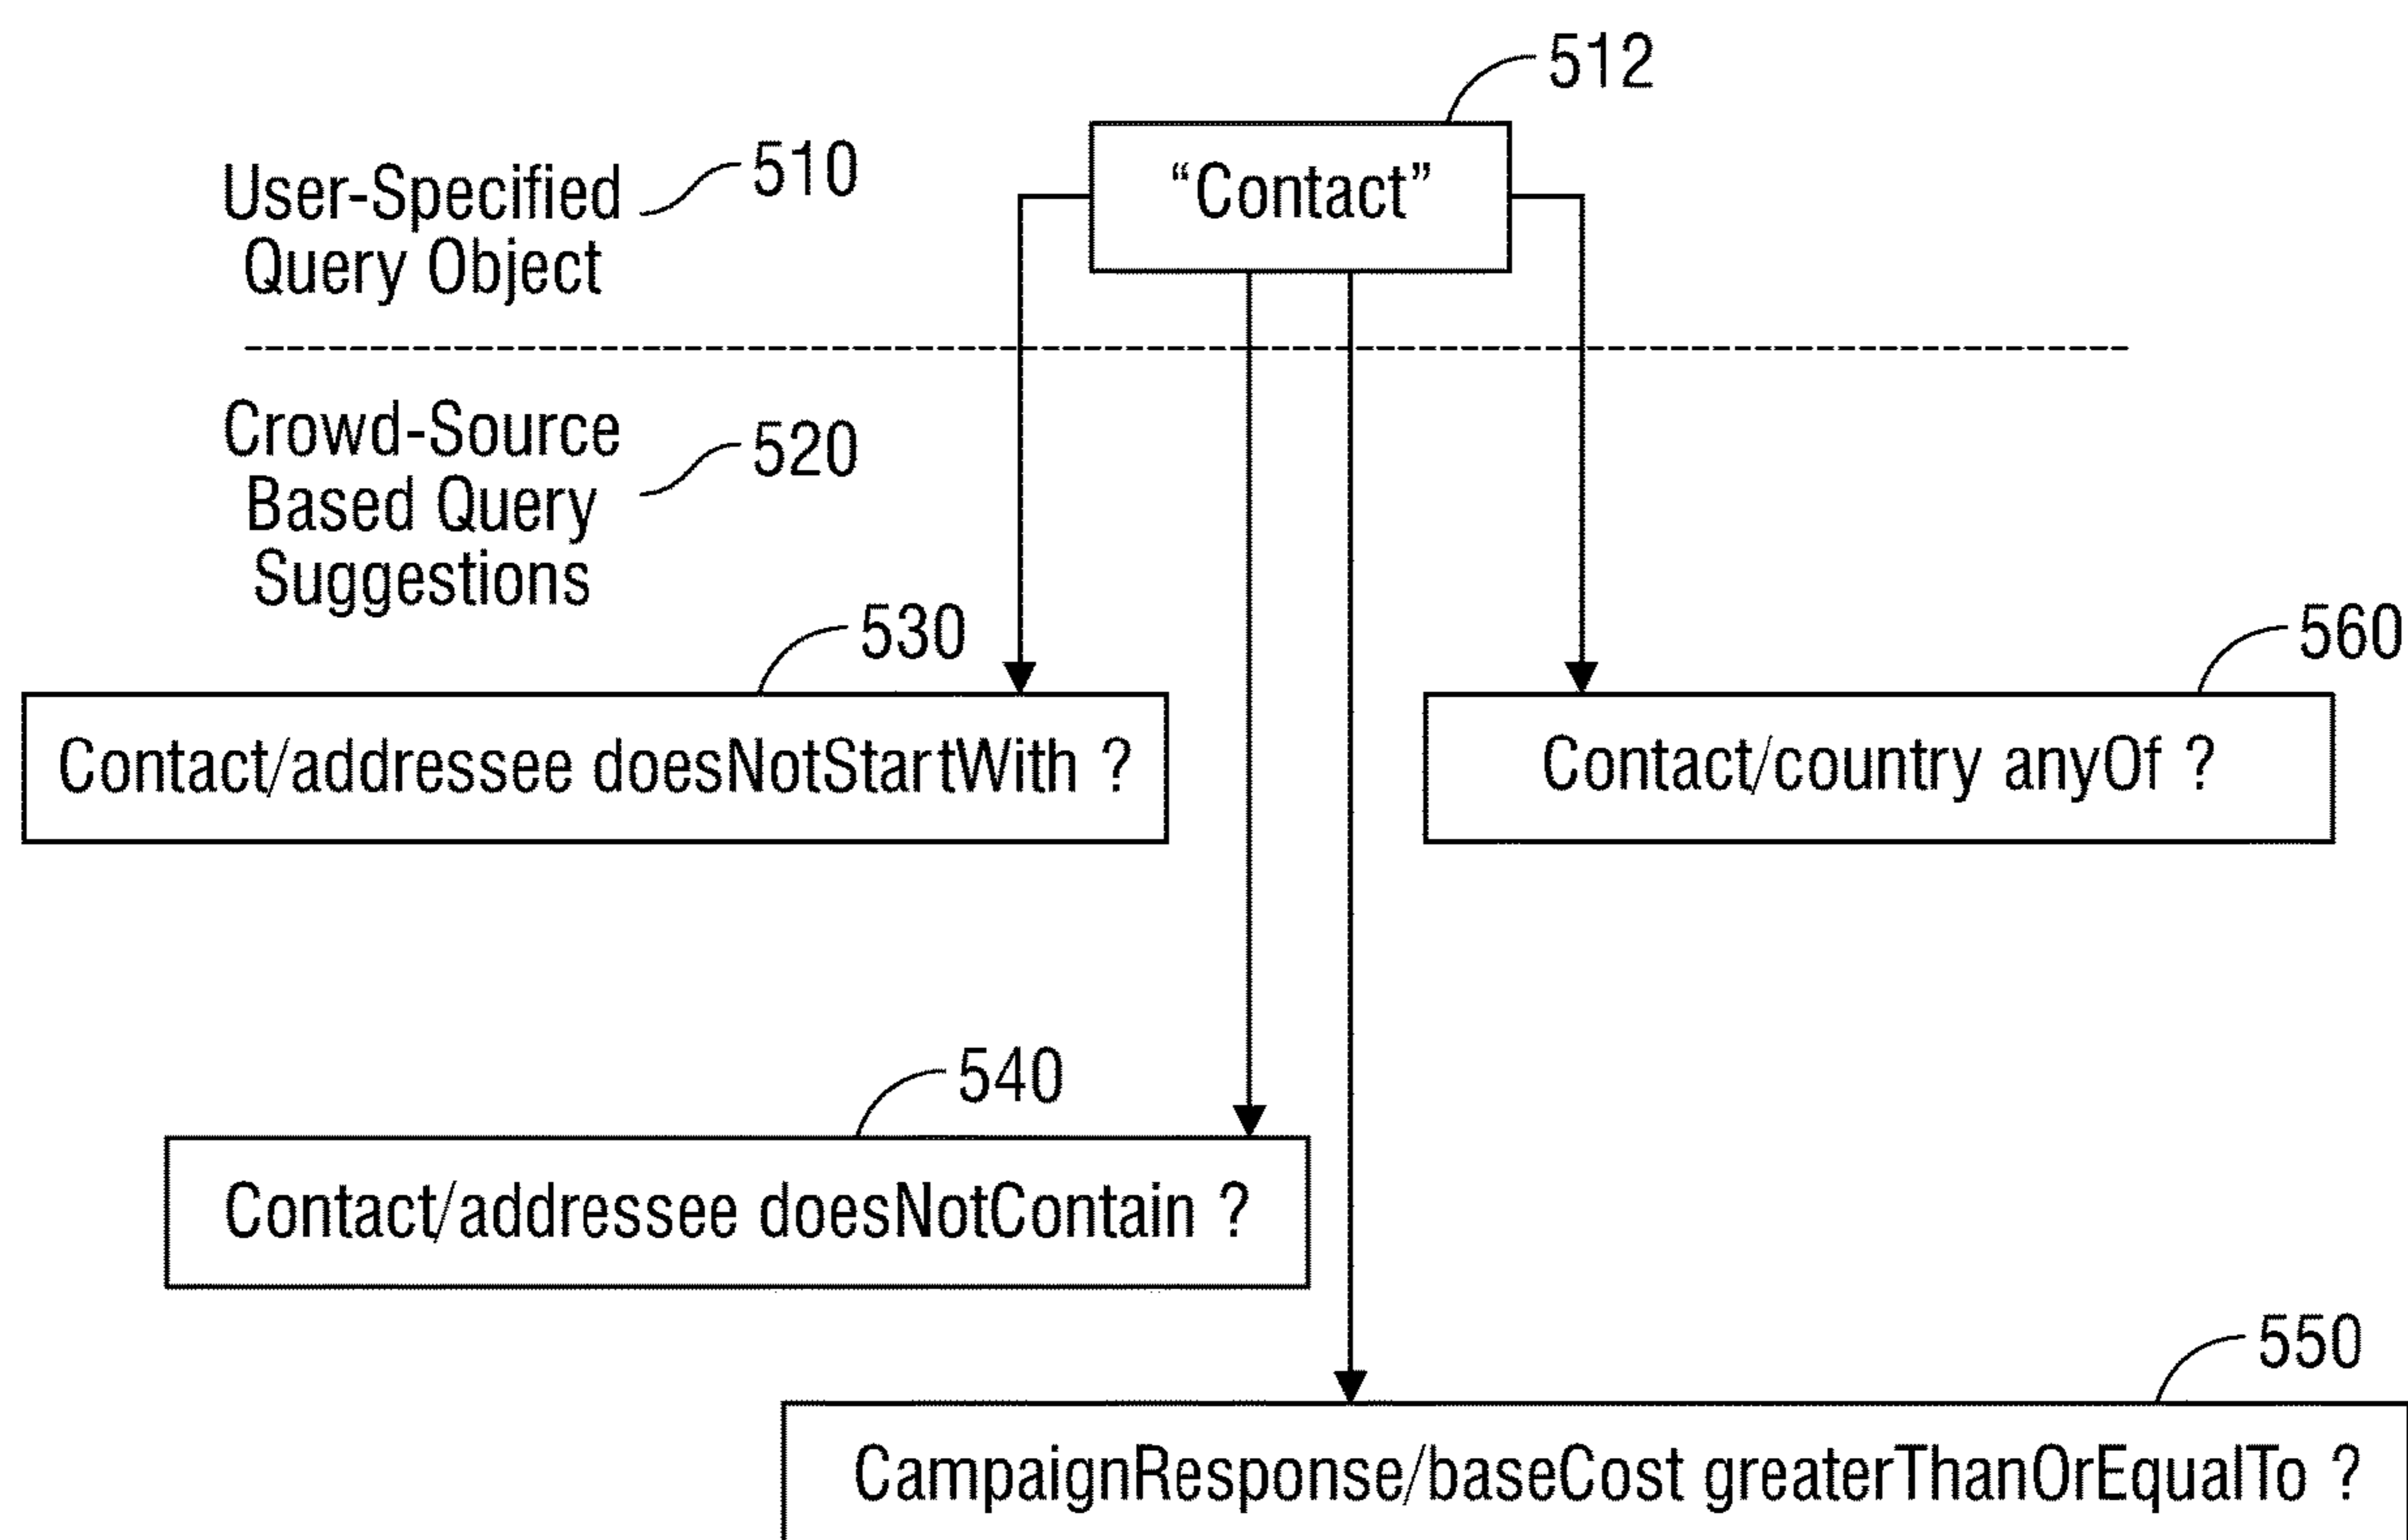 512
"Contact"
User-Specified
Query Object
510
Crowd-Source
Based Query
Suggestions
520
530
Contact/addressee doesNotStartWith ?
560
Contact/country anyOf ?
540
Contact/addressee doesNotContain ?
550
CampaignResponse/baseCost greaterThanOrEqualTo ?